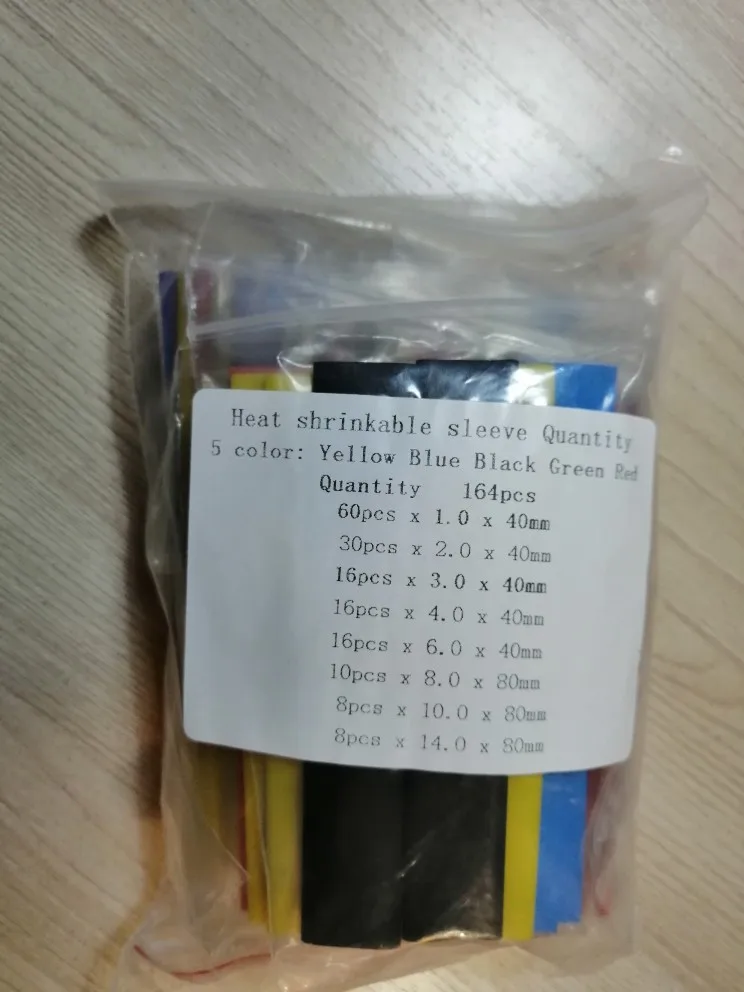 Heat shrinkable sleeve Quantity
5 color: Yellow Blue Black Green Red
Quantity 164pcs
60pcs x 1.0 x 40mm
30pcs x 2.0 x 40mm
16pcs x 3.0 x 40mm
16pcs x 4.0 x 40mm
16pcs x 6.0 x 40mm
10pcs x 8.0 x 80mm
8pcs x 10.0 x 80mm
8pcs x 14.0 x 80mm